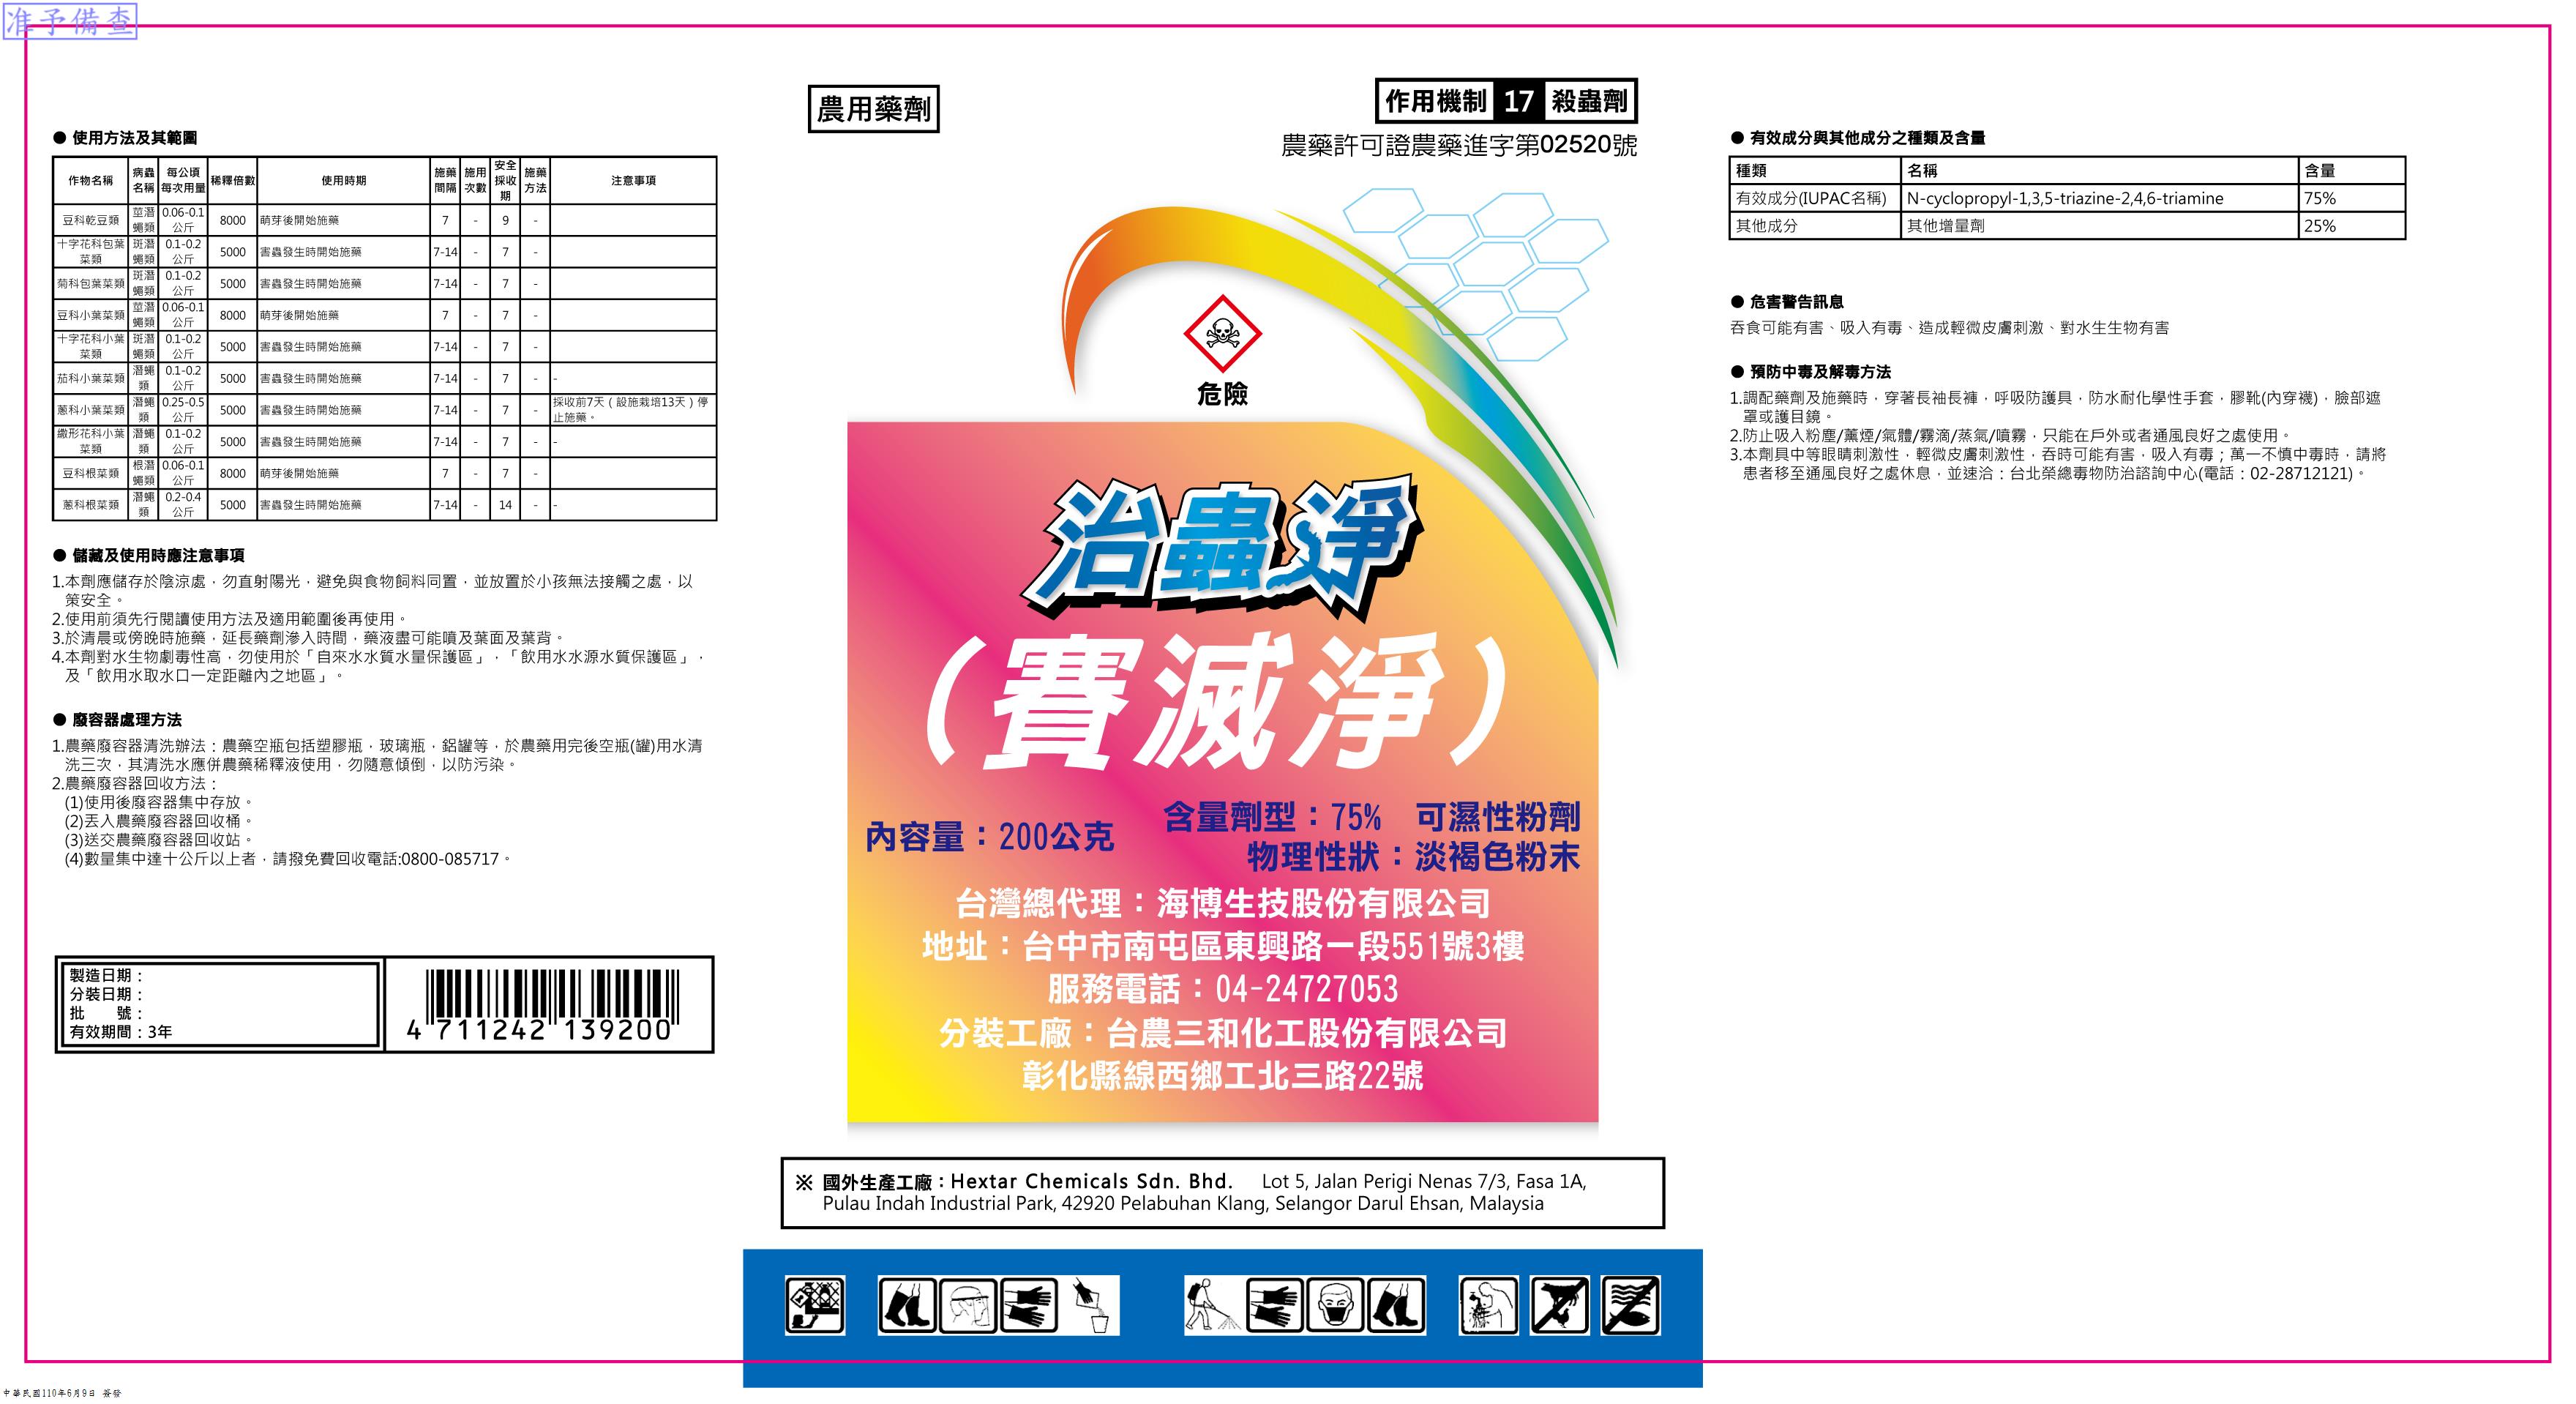 准予備查
● 使用方法及其範圍
作物名稱 病蟲名稱 每公頃每次用量 稀釋倍數 使用時期 施藥間隔 施用次數 安全採收期 施藥方法 注意事項
豆科乾豆類 莖潛蠅類 0.06-0.1公斤 8000 萌芽後開始施藥 7 - 9 -
十字花科包葉菜類 斑潛蠅類 0.1-0.2公斤 5000 害蟲發生時開始施藥 7-14 - 7 -
菊科包葉菜類 斑潛蠅類 0.1-0.2公斤 5000 害蟲發生時開始施藥 7-14 - 7 -
豆科小葉菜類 莖潛蠅類 0.06-0.1公斤 8000 萌芽後開始施藥 7 - 7 -
十字花科小葉菜類 斑潛蠅類 0.1-0.2公斤 5000 害蟲發生時開始施藥 7-14 - 7 -
茄科小葉菜類 潛蠅類 0.1-0.2公斤 5000 害蟲發生時開始施藥 7-14 - 7 - -
蔥科小葉菜類 潛蠅類 0.25-0.5公斤 5000 害蟲發生時開始施藥 7-14 - 7 - 採收前7天（設施栽培13天）停止施藥。
繖形花科小葉菜類 潛蠅類 0.1-0.2公斤 5000 害蟲發生時開始施藥 7-14 - 7 - -
豆科根菜類 根潛蠅類 0.06-0.1公斤 8000 萌芽後開始施藥 7 - 7 -
蔥科根菜類 潛蠅類 0.2-0.4公斤 5000 害蟲發生時開始施藥 7-14 - 14 - -
● 儲藏及使用時應注意事項
1.本劑應儲存於陰涼處，勿直射陽光，避免與食物飼料同置，並放置於小孩無法接觸之處，以
策安全。
2.使用前須先行閱讀使用方法及適用範圍後再使用。
3.於清晨或傍晚時施藥，延長藥劑滲入時間，藥液盡可能噴及葉面及葉背。
4.本劑對水生物劇毒性高，勿使用於「自來水水質水量保護區」，「飲用水水源水質保護區」，
及「飲用水取水口一定距離內之地區」。
● 廢容器處理方法
1.農藥廢容器清洗辦法：農藥空瓶包括塑膠瓶，玻璃瓶，鋁罐等，於農藥用完後空瓶(罐)用水清
洗三次，其清洗水應併農藥稀釋液使用，勿隨意傾倒，以防污染。
2.農藥廢容器回收方法：
(1)使用後廢容器集中存放。
(2)丟入農藥廢容器回收桶。
(3)送交農藥廢容器回收站。
(4)數量集中達十公斤以上者，請撥免費回收電話:0800-085717。
製造日期：
分裝日期：
批　　號：
有效期間：3年
4 711242 139200
農用藥劑
作用機制 17 殺蟲劑
農藥許可證農藥進字第02520號
危險
治蟲淨
（賽滅淨）
內容量：200公克
含量劑型：75%　可濕性粉劑
物理性狀：淡褐色粉末
台灣總代理：海博生技股份有限公司
地址：台中市南屯區東興路一段551號3樓
服務電話：04-24727053
分裝工廠：台農三和化工股份有限公司
彰化縣線西鄉工北三路22號
※ 國外生產工廠：Hextar Chemicals Sdn. Bhd.　Lot 5, Jalan Perigi Nenas 7/3, Fasa 1A,
Pulau Indah Industrial Park, 42920 Pelabuhan Klang, Selangor Darul Ehsan, Malaysia
● 有效成分與其他成分之種類及含量
種類 名稱 含量
有效成分(IUPAC名稱) N-cyclopropyl-1,3,5-triazine-2,4,6-triamine 75%
其他成分 其他增量劑 25%
● 危害警告訊息
吞食可能有害、吸入有毒、造成輕微皮膚刺激、對水生生物有害
● 預防中毒及解毒方法
1.調配藥劑及施藥時，穿著長袖長褲，呼吸防護具，防水耐化學性手套，膠靴(內穿襪)，臉部遮
罩或護目鏡。
2.防止吸入粉塵/薰煙/氣體/霧滴/蒸氣/噴霧，只能在戶外或者通風良好之處使用。
3.本劑具中等眼睛刺激性，輕微皮膚刺激性，吞時可能有害，吸入有毒；萬一不慎中毒時，請將
患者移至通風良好之處休息，並速洽：台北榮總毒物防治諮詢中心(電話：02-28712121)。
中華民國110年6月9日 簽發